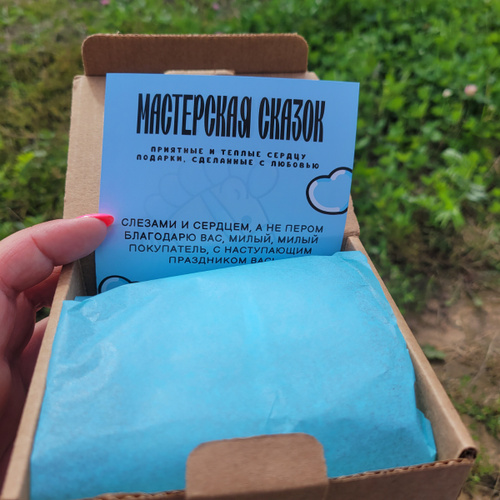 МАСТЕРСКАЯ СКАЗОК
ПРИЯТНЫЕ И ТЕПЛЫЕ СЕРДЦУ
ПОДАРКИ, СДЕЛАННЫЕ С ЛЮБОВЬЮ
СЛЕЗАМИ И СЕРДЦЕМ, А НЕ ПЕРОМ
БЛАГОДАРЮ ВАС, МИЛЫЙ, МИЛЫЙ
ПОКУПАТЕЛЬ, С НАСТУПАЮЩИМ
ПРАЗДНИКОМ ВАС